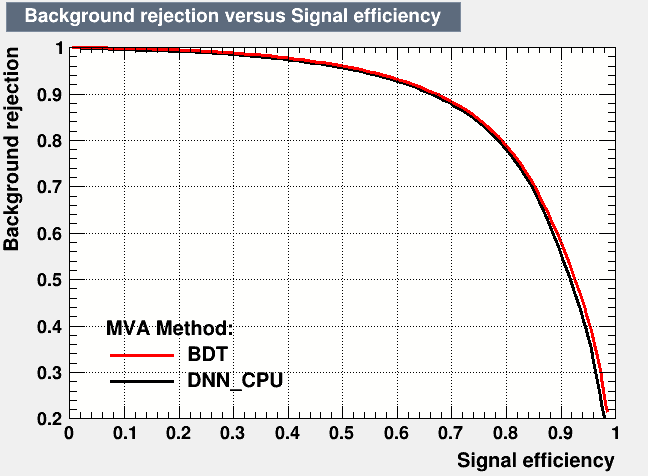 Background rejection versus Signal efficiency
Background rejection
1
0.9
0.8
0.7
0.6
0.5
0.4
0.3
0.2
MVA Method:
BDT
DNN_CPU
0 0.1 0.2 0.3 0.4 0.5 0.6 0.7 0.8 0.9 1
Signal efficiency